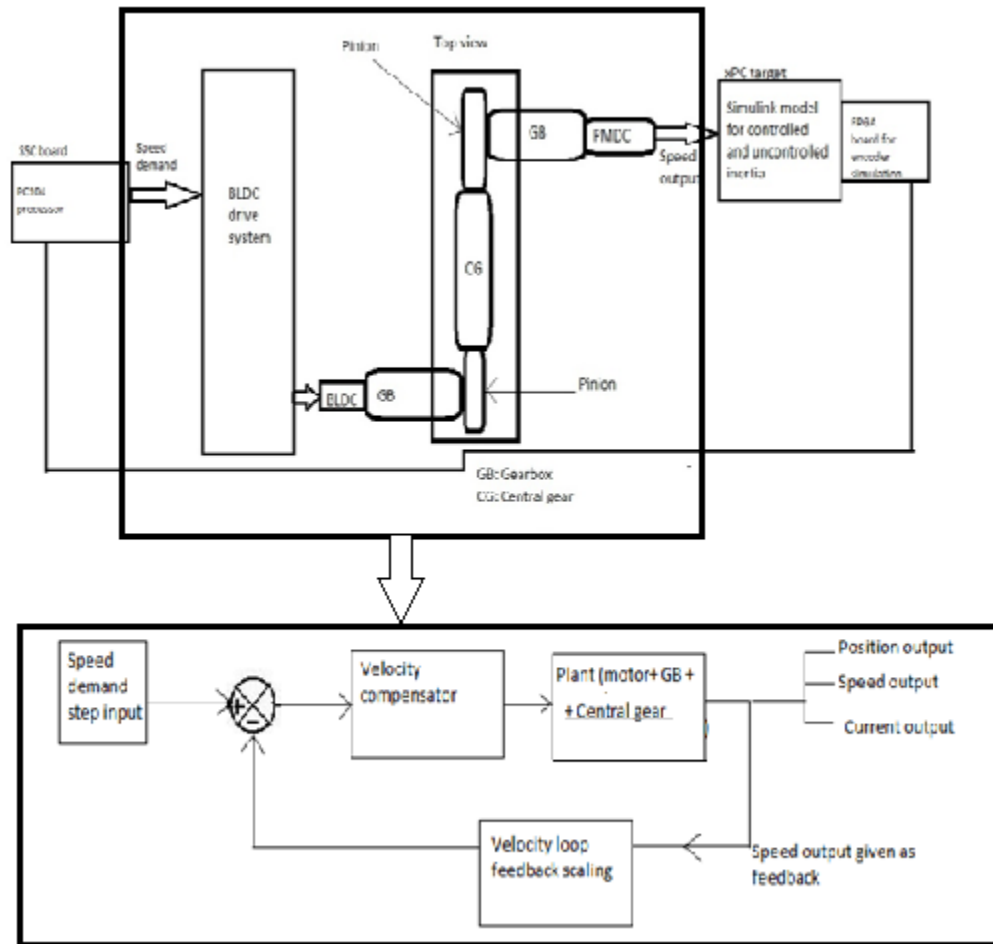 Pinion
Top view
xPC target
GB
PMDC
Simulink model
for controlled
and uncontrolled
inertia
board for
encoder
simulation
Speed
output
board
Speed
demand
PC104
processor
BLDC
drive
system
CG
BLDC
GB
Pinion
GB: Gearbox
CG: Central gear
Speed
demand
step input
+
-
Velocity
compensator
Plant (motor+ GB +
+ Central gear
Position output
Speed output
Current output
Velocity loop
feedback scaling
Speed output given as
feedback